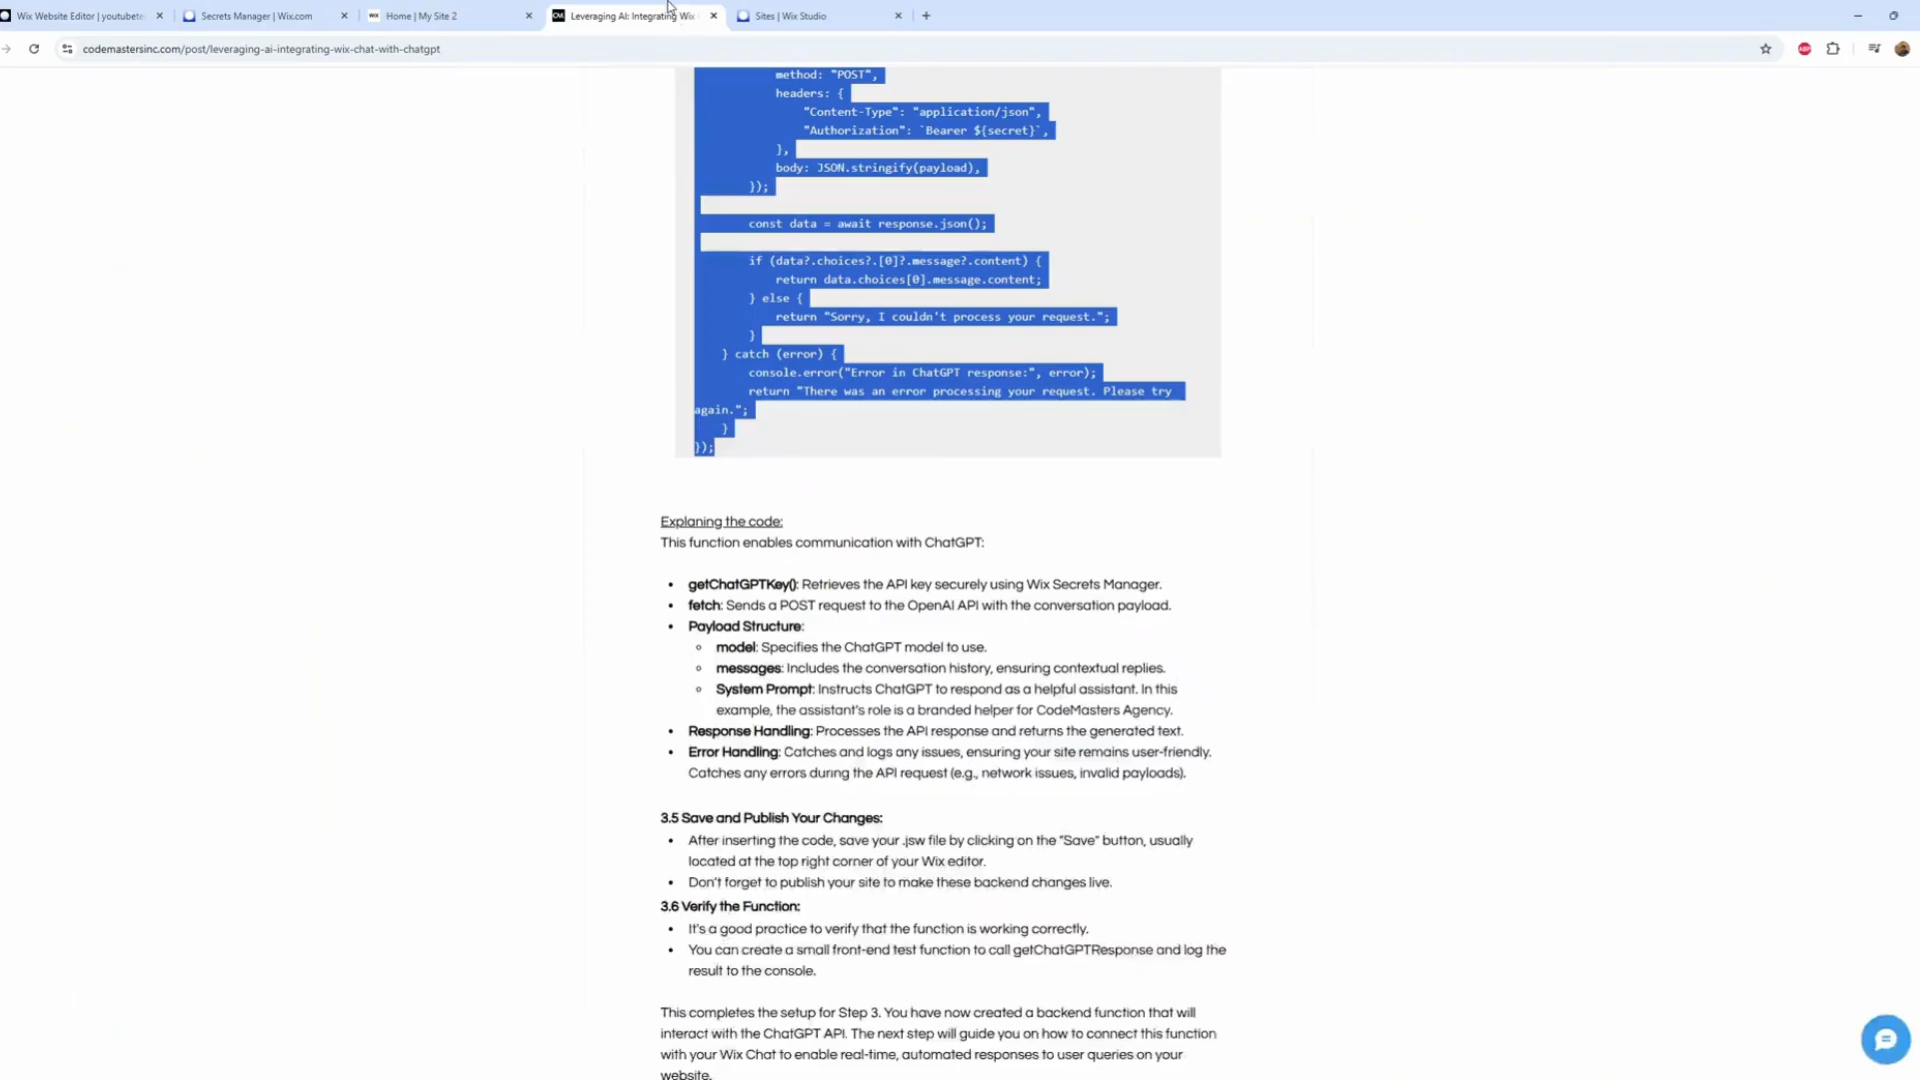 Wix Website Editor | youtubete
Secrets Manager | Wix.com
WiX
Home | My Site 2
CM.
Leveraging AI: Integrating Wix
Sites | Wix Studio
codemastersinc.com/post/leveraging-ai-integrating-wix-chat-with-chatgpt
ABP
method: "POST",
headers: {
"Content-Type": "application/json",
"Authorization": `Bearer ${secret}`,
},
body: JSON.stringify(payload),
});
const data = await response.json();
if (data?.choices?.[0]?.message?.content) {
return data.choices[0].message.content;
} else {
return "Sorry, I couldn't process your request.";
}
} catch (error) {
console.error("Error in ChatGPT response:", error);
return "There was an error processing your request. Please try
again.";
}
});
Explaning the code:
This function enables communication with ChatGPT:
• getChatGPTKey(): Retrieves the API key securely using Wix Secrets Manager.
• fetch: Sends a POST request to the OpenAI API with the conversation payload.
• Payload Structure:
◦ model: Specifies the ChatGPT model to use.
◦ messages: Includes the conversation history, ensuring contextual replies.
◦ System Prompt: Instructs ChatGPT to respond as a helpful assistant. In this
example, the assistant's role is a branded helper for CodeMasters Agency.
• Response Handling: Processes the API response and returns the generated text.
• Error Handling: Catches and logs any issues, ensuring your site remains user-friendly.
Catches any errors during the API request (e.g., network issues, invalid payloads).
3.5 Save and Publish Your Changes:
• After inserting the code, save your .jsw file by clicking on the "Save" button, usually
located at the top right corner of your Wix editor.
• Don't forget to publish your site to make these backend changes live.
3.6 Verify the Function:
• It's a good practice to verify that the function is working correctly.
• You can create a small front-end test function to call getChatGPTResponse and log the
result to the console.
This completes the setup for Step 3. You have now created a backend function that will
interact with the ChatGPT API. The next step will guide you on how to connect this function
with your Wix Chat to enable real-time, automated responses to user queries on your
website.